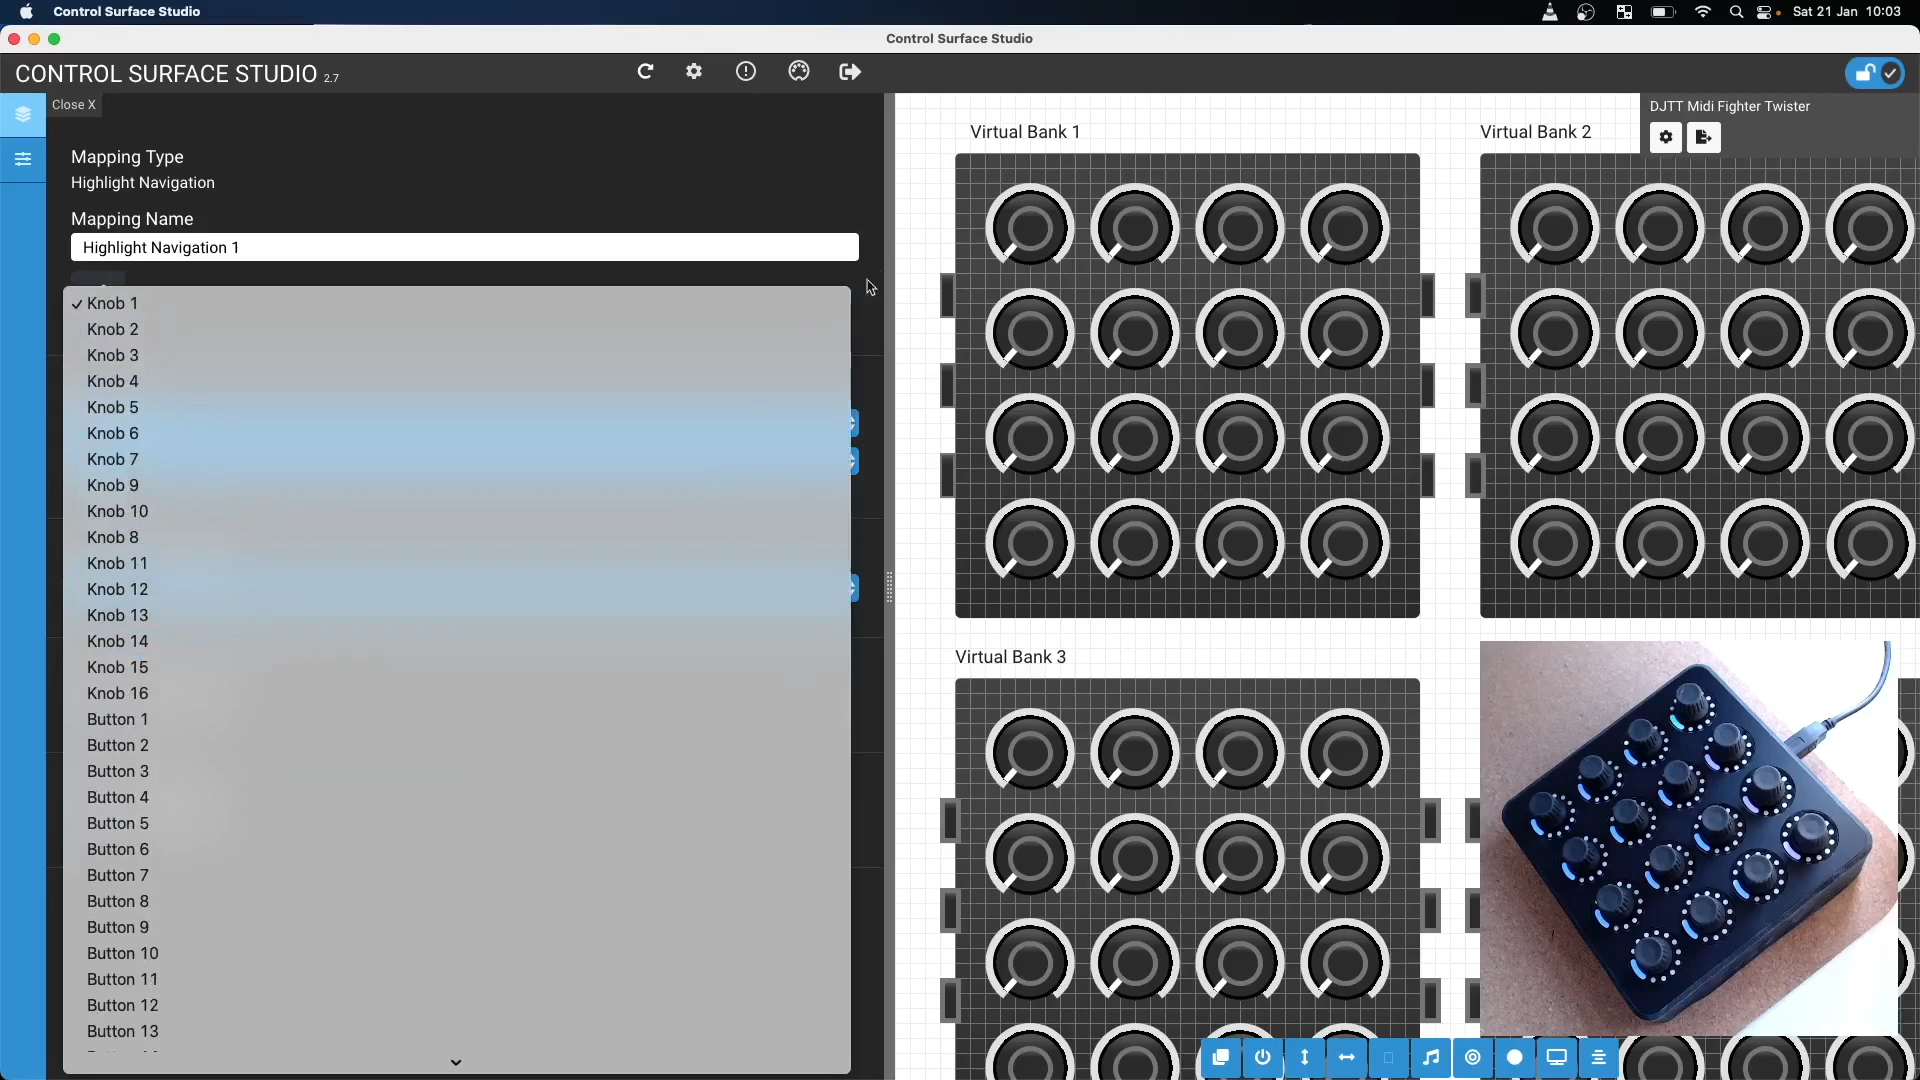 Control Surface Studio
Sat 21 Jan 10:03
Control Surface Studio
CONTROL SURFACE STUDIO 2.7
Close X
Mapping Type
Highlight Navigation
Mapping Name
Highlight Navigation 1
Knob 1
Knob 2
Knob 3
Knob 4
Knob 5
Knob 6
Knob 7
Knob 9
Knob 10
Knob 8
Knob 11
Knob 12
Knob 13
Knob 14
Knob 15
Knob 16
Button 1
Button 2
Button 3
Button 4
Button 5
Button 6
Button 7
Button 8
Button 9
Button 10
Button 11
Button 12
Button 13
Virtual Bank 1
Virtual Bank 2
DJTT Midi Fighter Twister
Virtual Bank 3